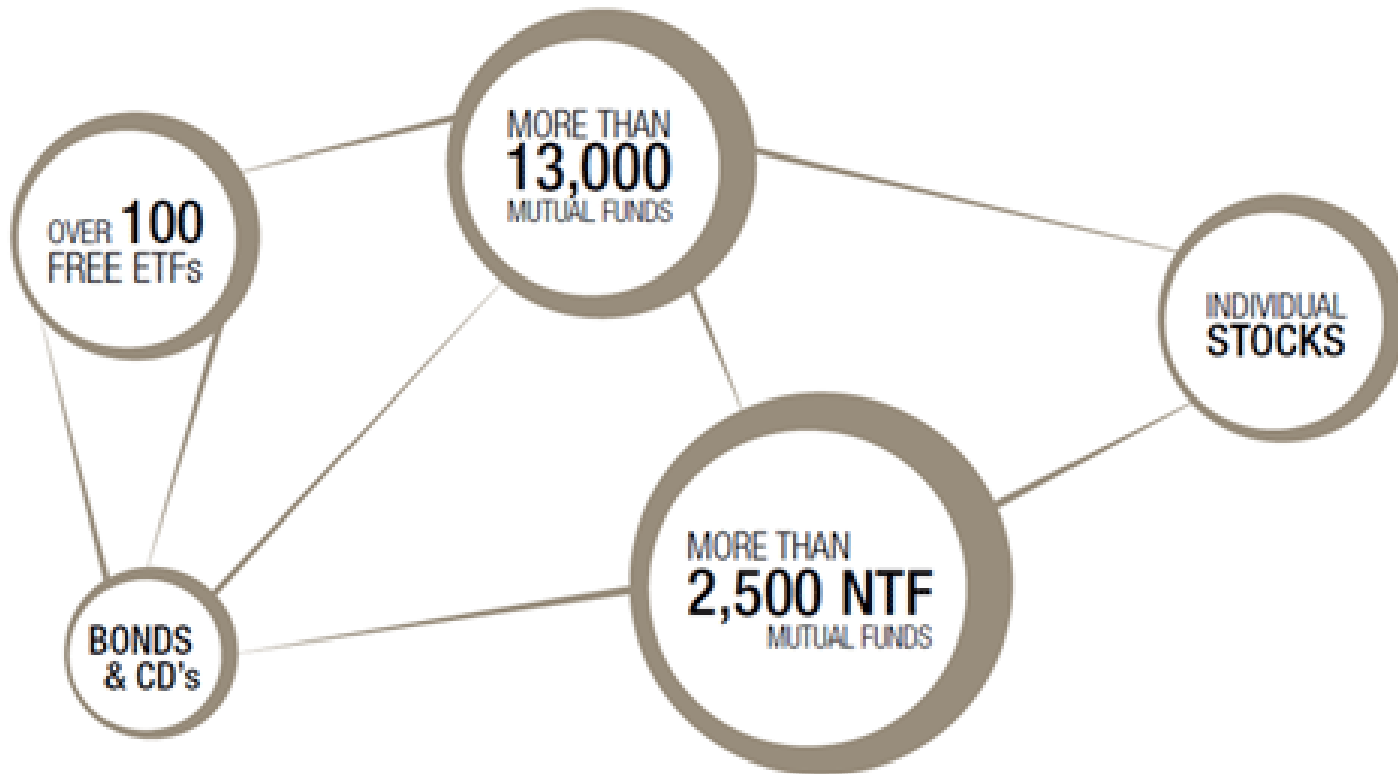 MORE THAN
13,000
MUTUAL FUNDS
OVER 100
FREE ETFs
INDIVIDUAL
STOCKS
MORE THAN
2,500 NTF
MUTUAL FUNDS
BONDS
& CD's